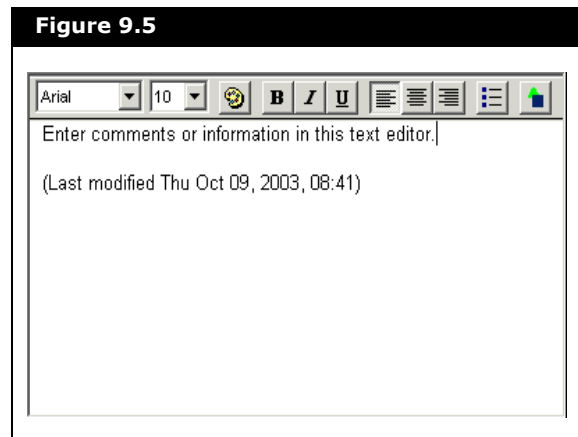 Figure 9.5
Arial 10 B I U
Enter comments or information in this text editor.
(Last modified Thu Oct 09, 2003, 08:41)